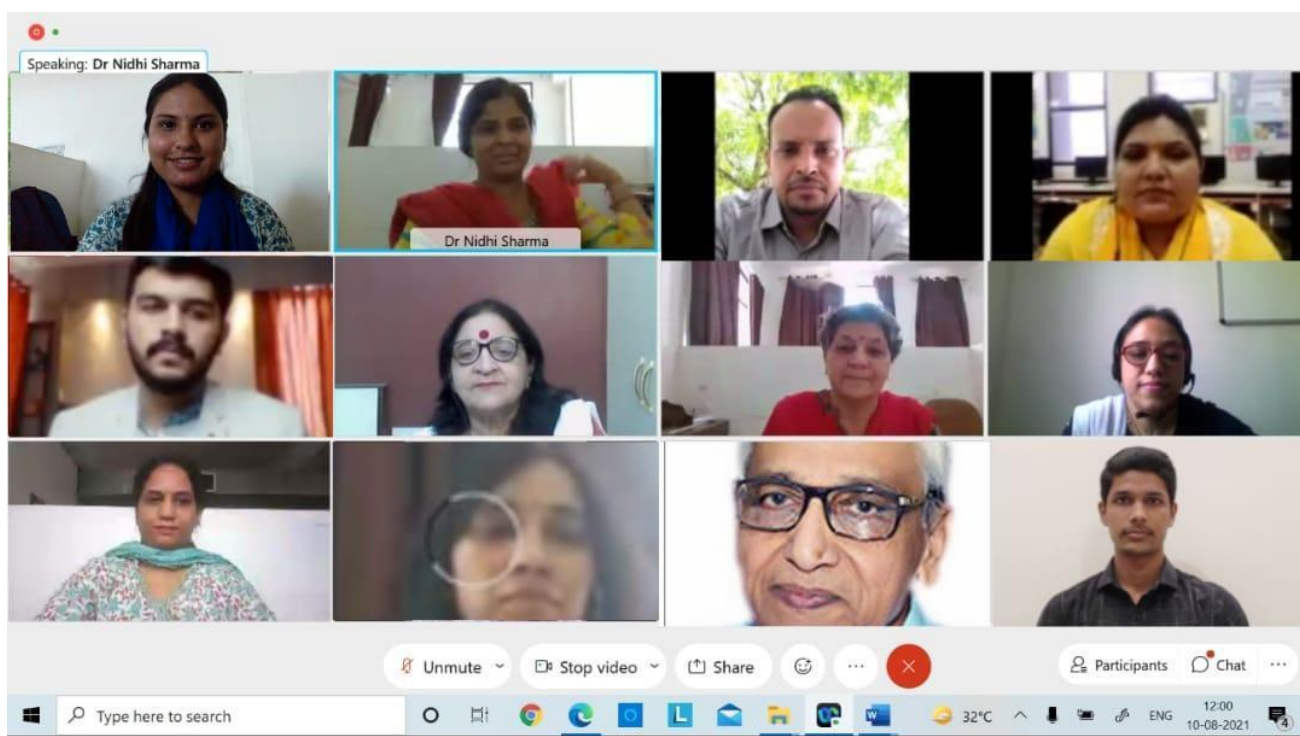 Speaking: Dr Nidhi Sharma
Dr Nidhi Sharma
Unmute
Stop video
Share
Participants
Chat
Type here to search
32°C
ENG
12:00
10-08-2021
4